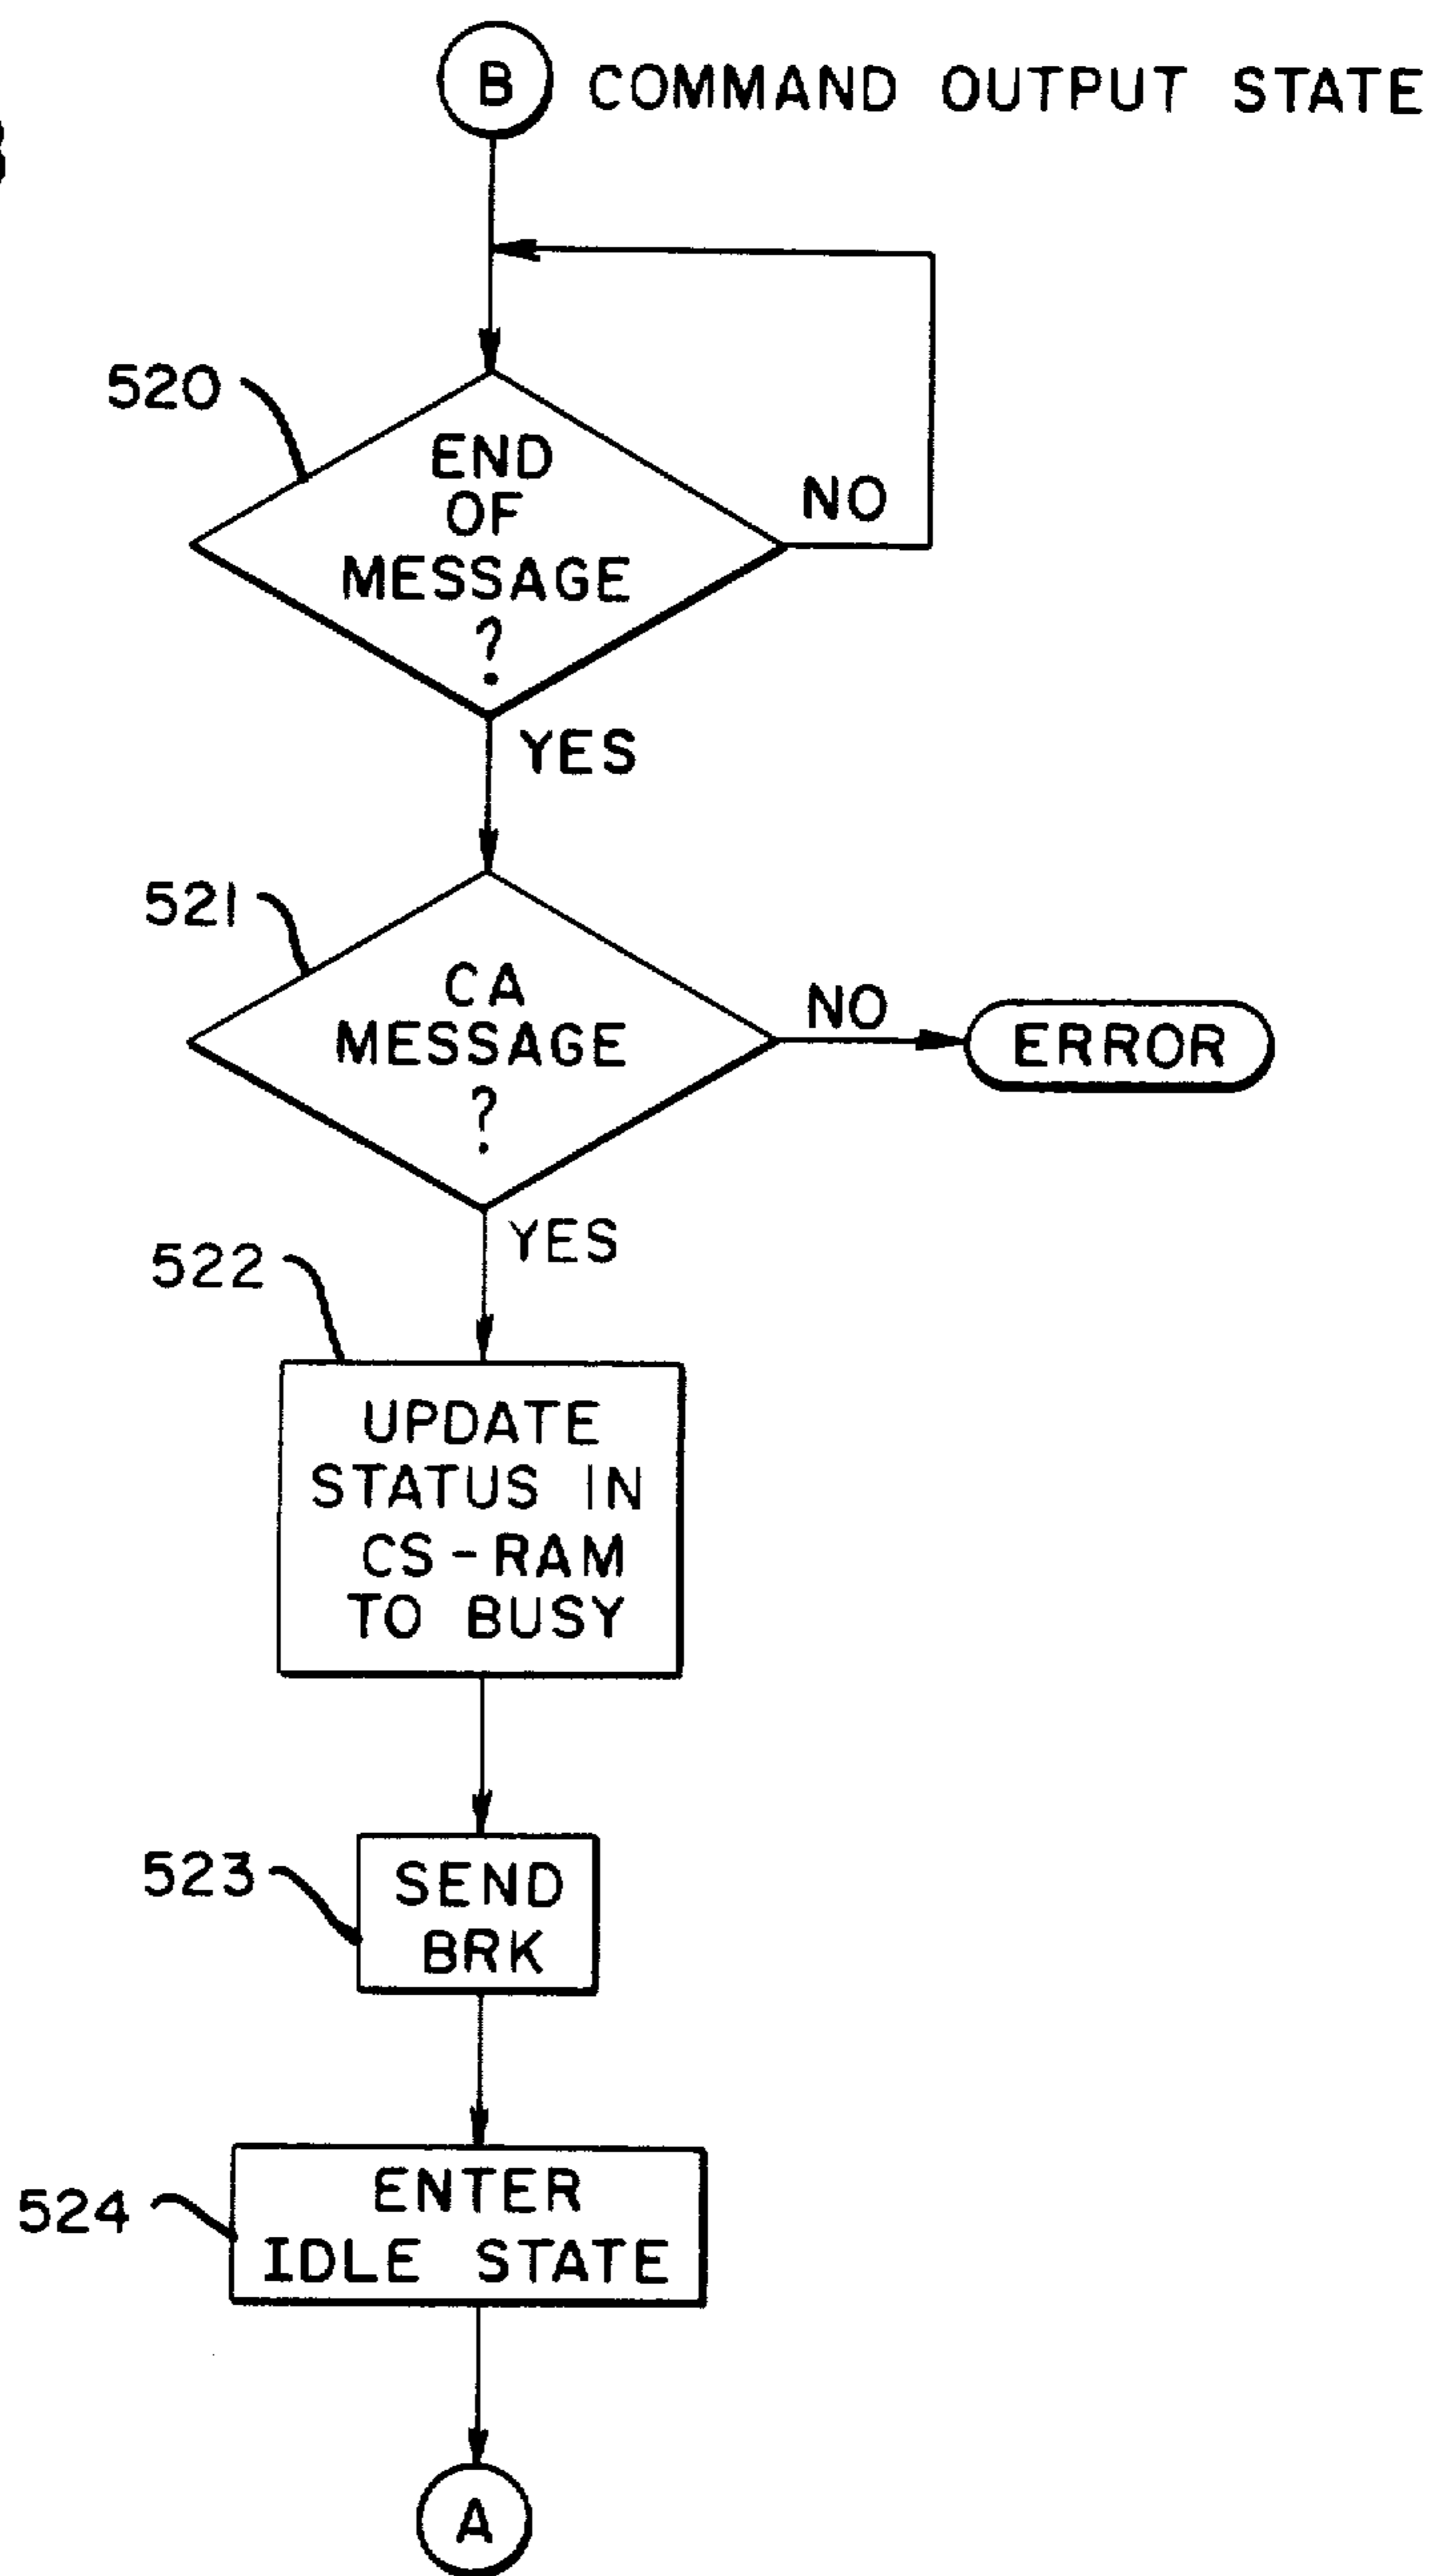 B COMMAND OUTPUT STATE
520
END
OF
MESSAGE
?
NO
YES
521
CA
MESSAGE
?
NO
ERROR
YES
522
UPDATE
STATUS IN
CS-RAM
TO BUSY
523
SEND
BRK
524
ENTER
IDLE STATE
A